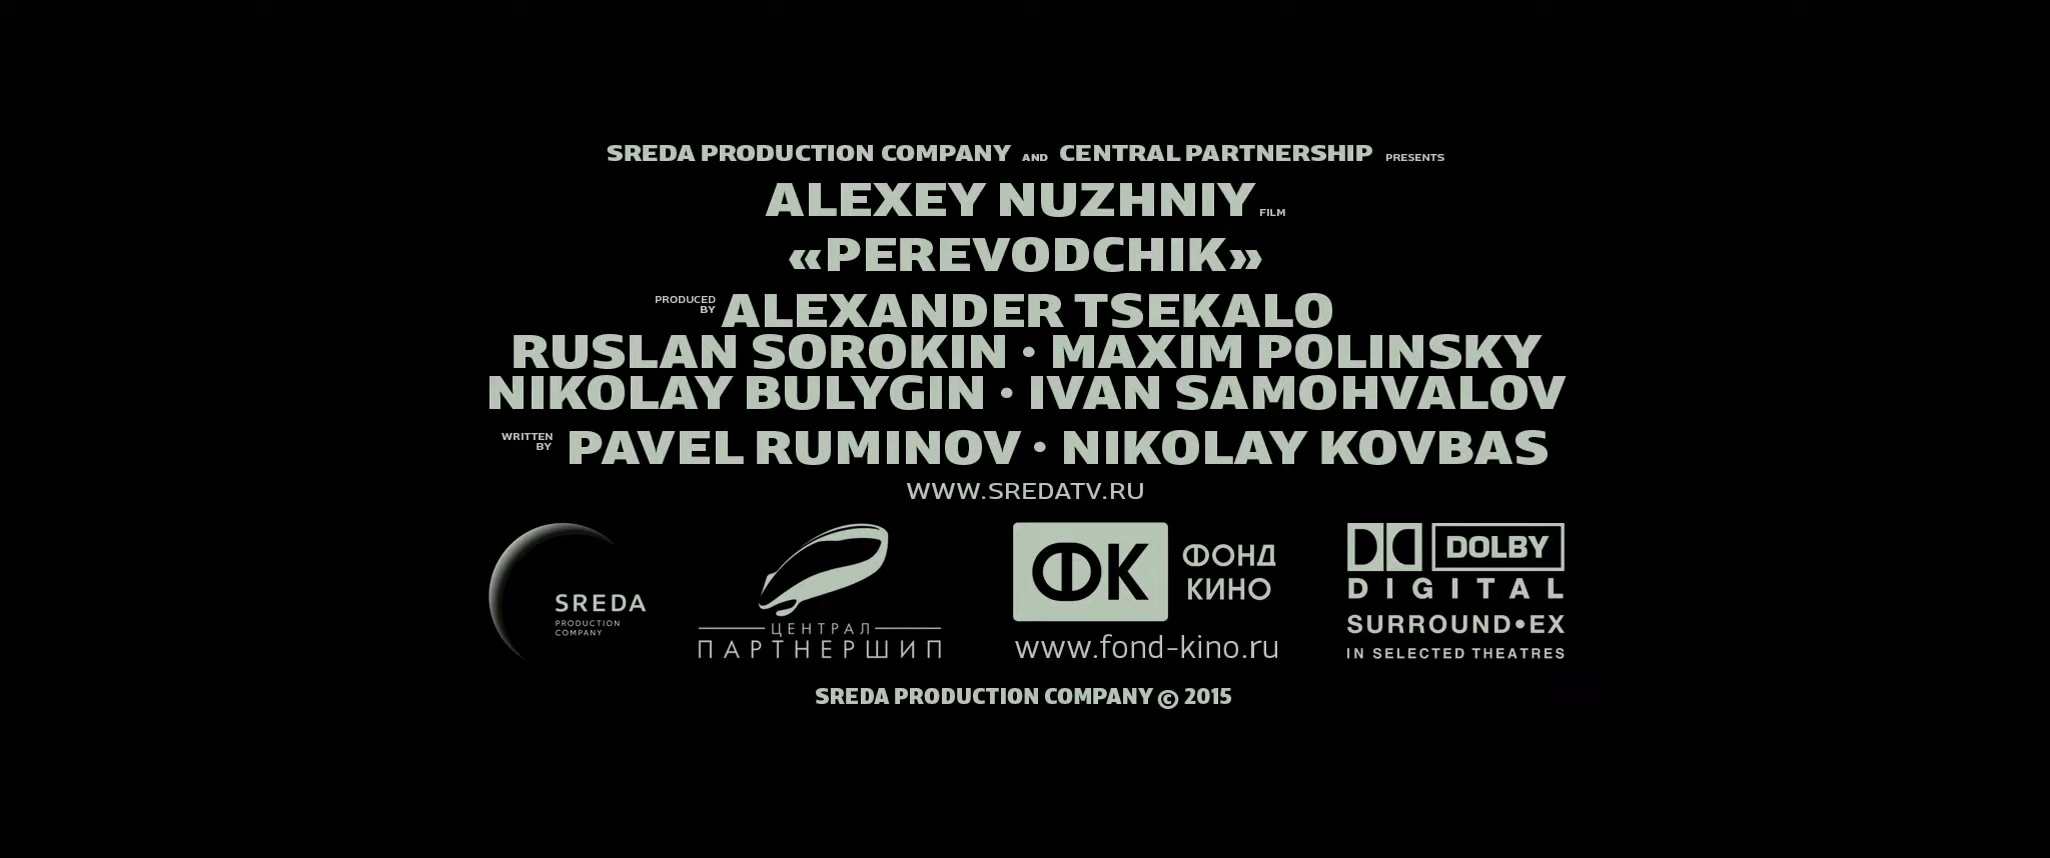 SREDA PRODUCTION COMPANY AND CENTRAL PARTNERSHIP PRESENTS
ALEXEY NUZHNIY FILM
«PEREVODCHIK»
PRODUCED BY ALEXANDER TSEKALO
RUSLAN SOROKIN • MAXIM POLINSKY
NIKOLAY BULYGIN • IVAN SAMOHVALOV
WRITTEN BY PAVEL RUMINOV • NIKOLAY KOVBAS
WWW.SREDATV.RU
SREDA
PRODUCTION
COMPANY
ЦЕНТРАЛ
ПАРТНЕРШИП
ФК
ФОНД
КИНО
www.fond-kino.ru
DOLBY
DIGITAL
SURROUND•EX
IN SELECTED THEATRES
SREDA PRODUCTION COMPANY © 2015